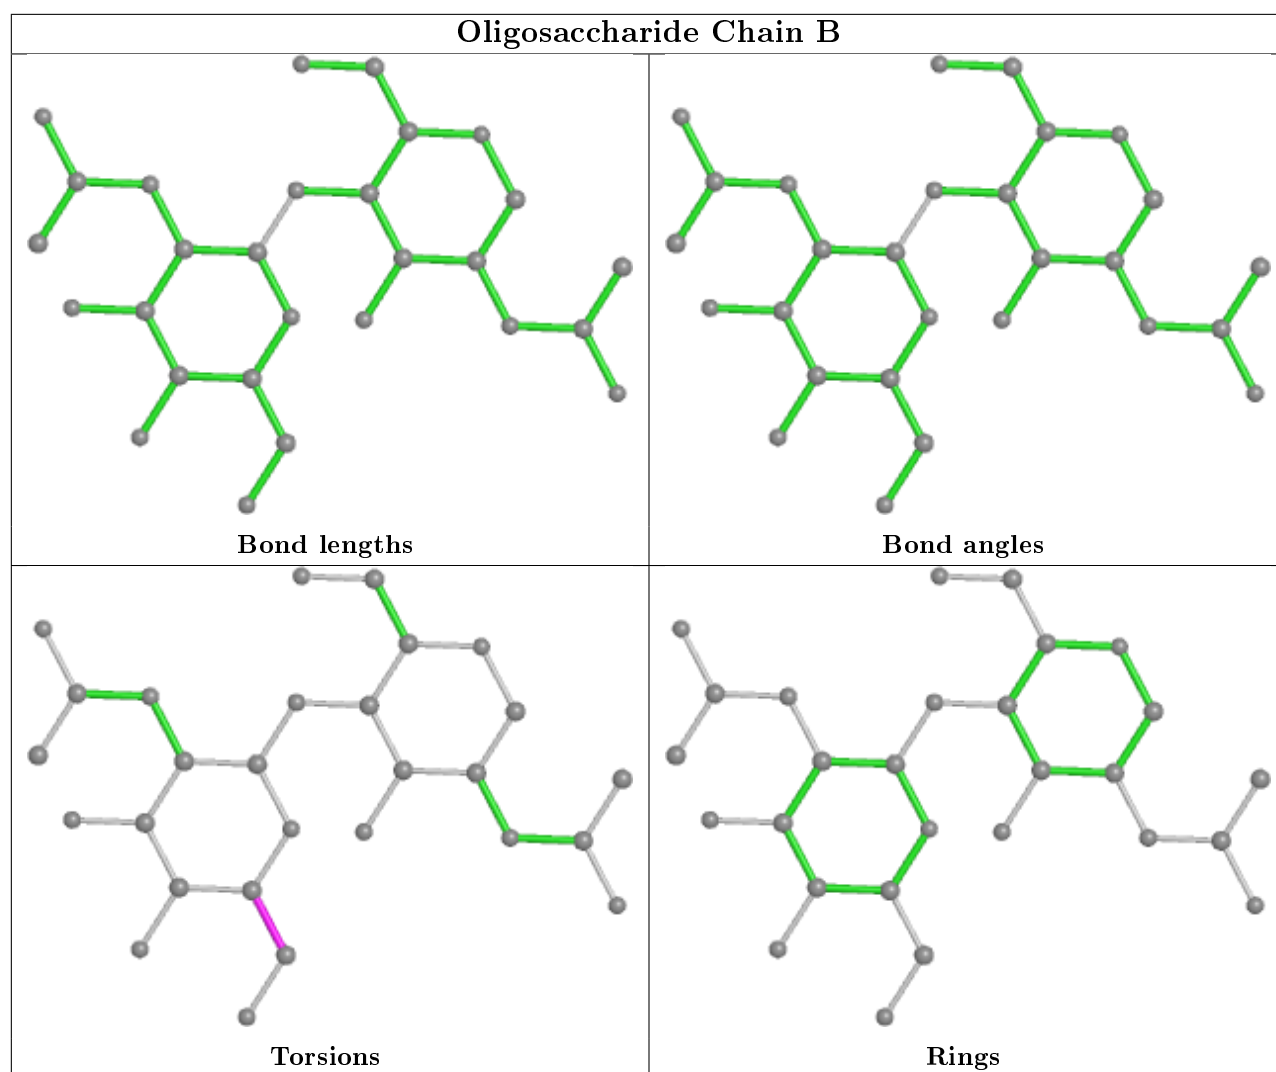 Oligosaccharide Chain B
Bond lengths
Bond angles
Torsions
Rings